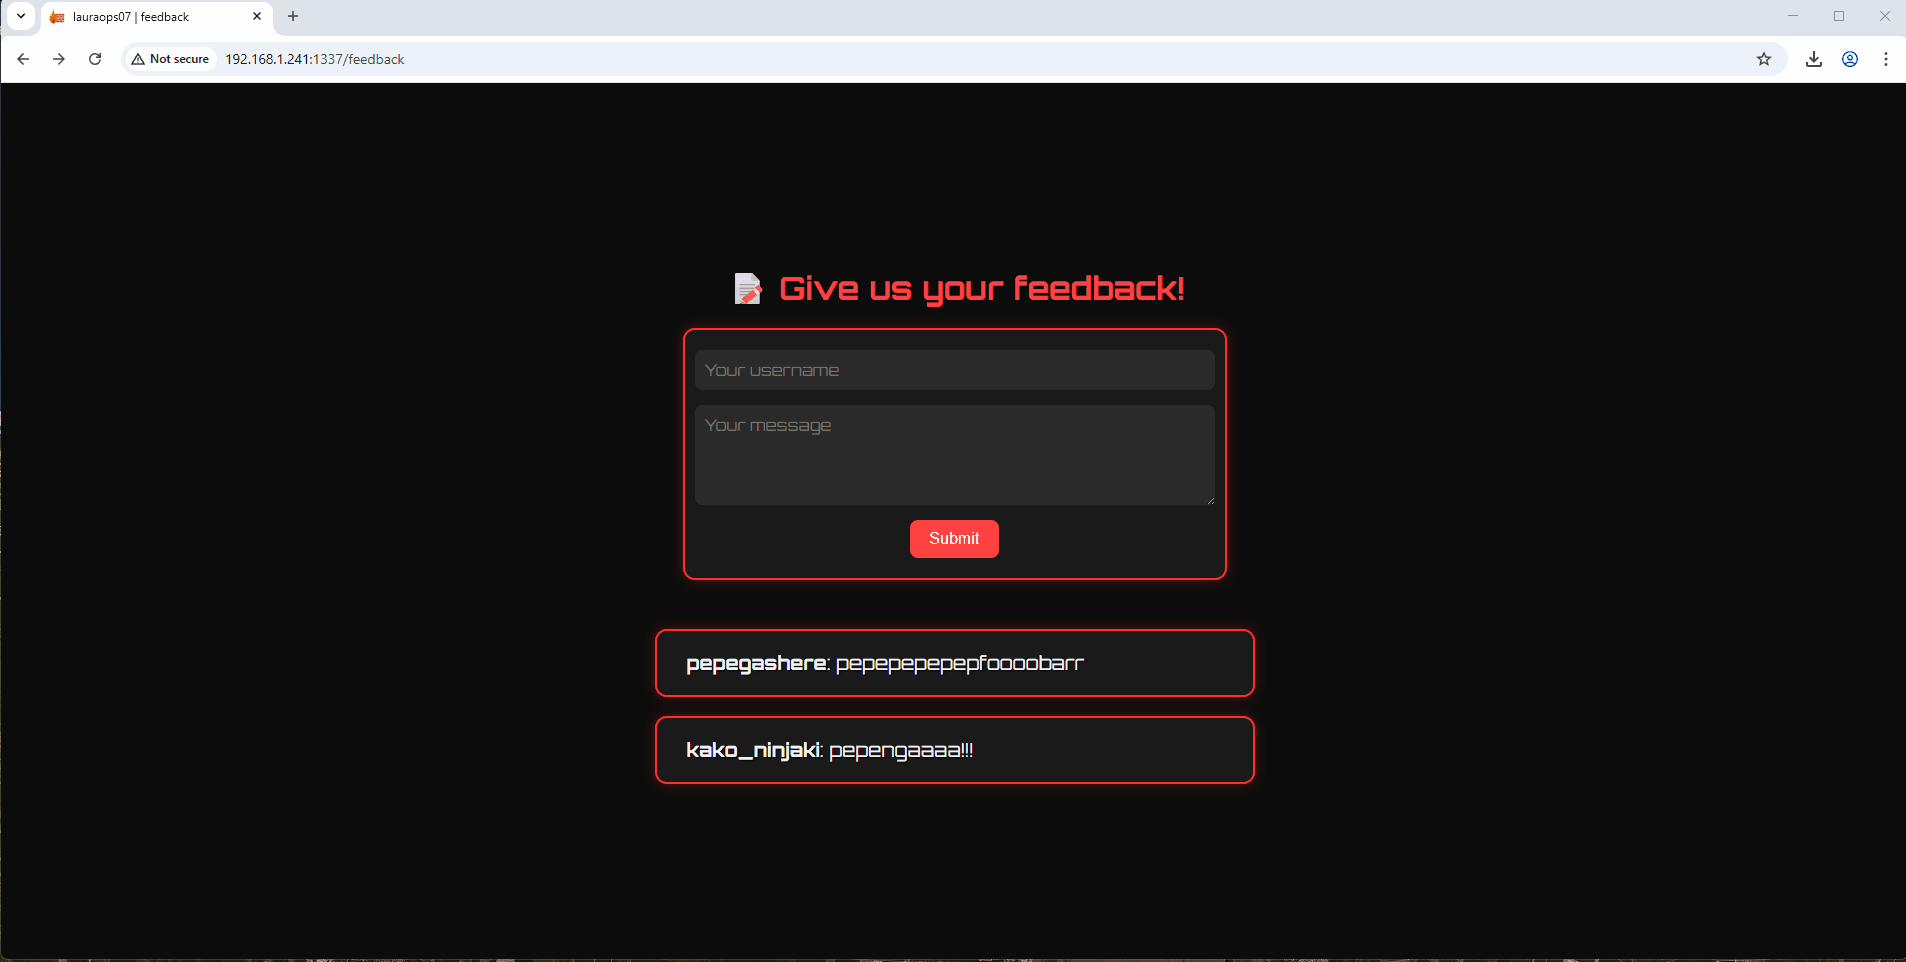 lauraops07 | feedback
Not secure
192.168.1.241:1337/feedback
Give us your feedback!
Your username
Your message
Submit
pepegashere: pepepepepepfoooobarr
kako_ninjaki: pepengaaaa!!!